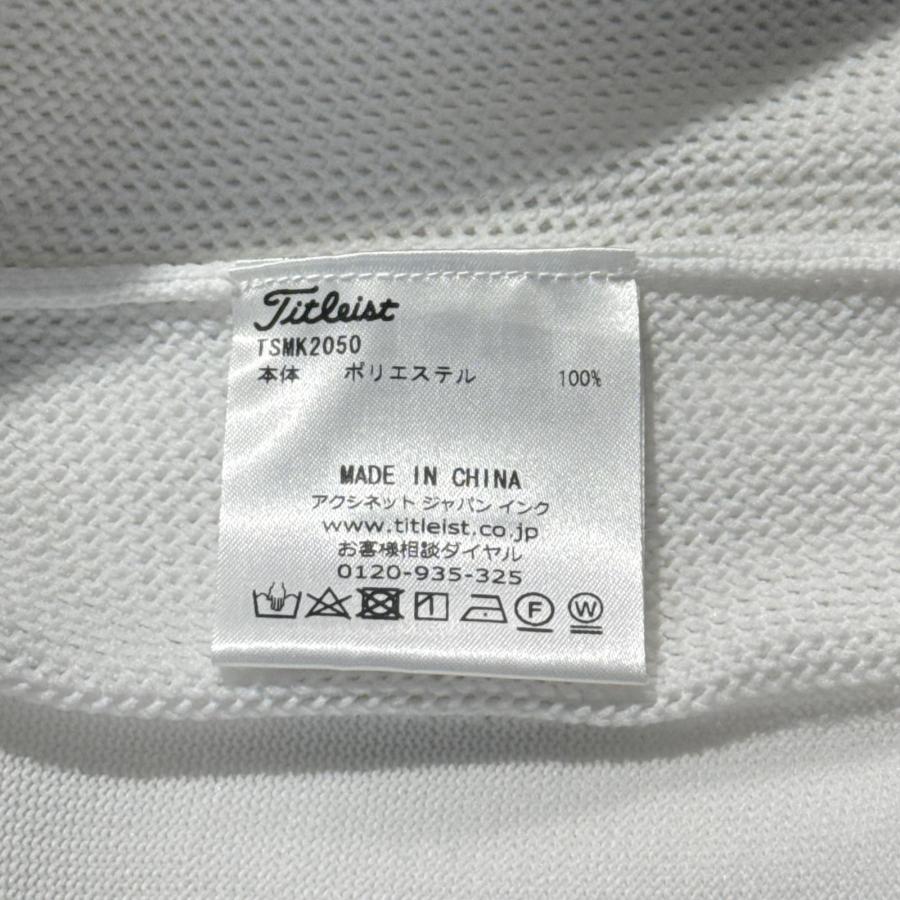 Titleist
TSMK2050
本体 ポリエステル 100%
MADE IN CHINA
アクシネット ジャパン インク
www.titleist.co.jp
お客様相談ダイヤル
0120-935-325
F W